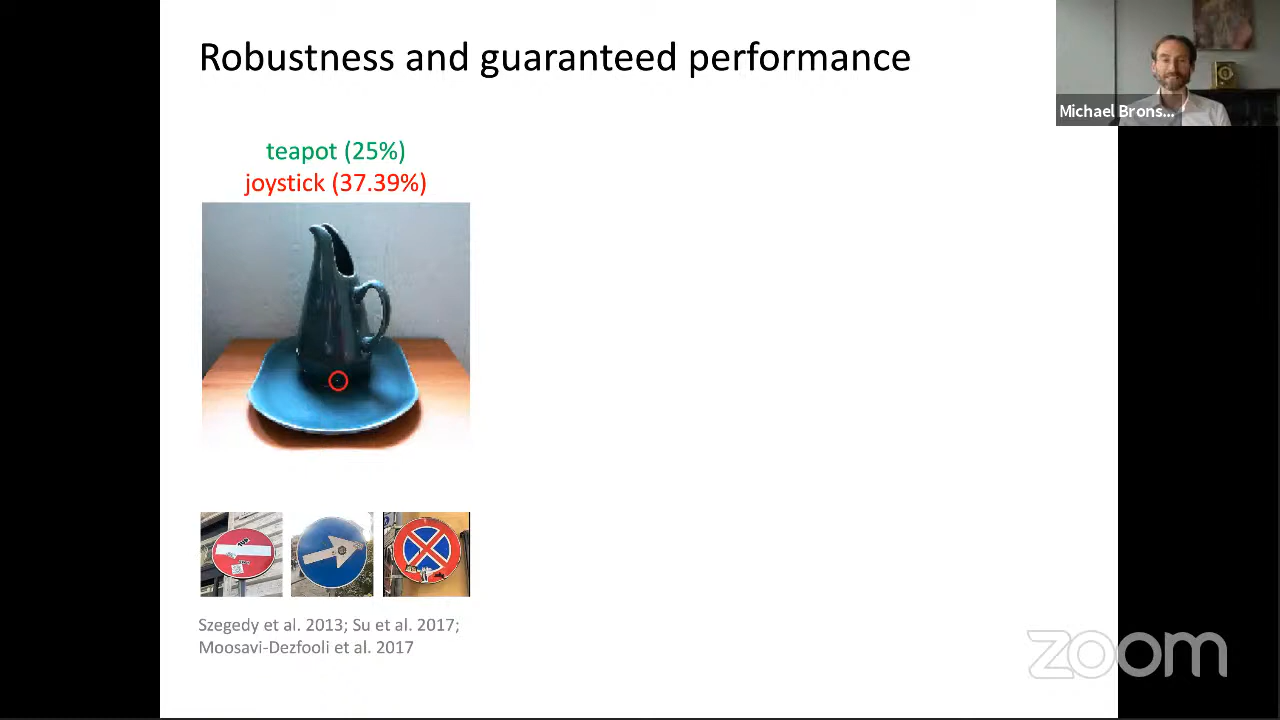 Robustness and guaranteed performance
Michael Brons...
teapot (25%)
joystick (37.39%)
Szegedy et al. 2013; Su et al. 2017;
Moosavi-Dezfooli et al. 2017
zoom